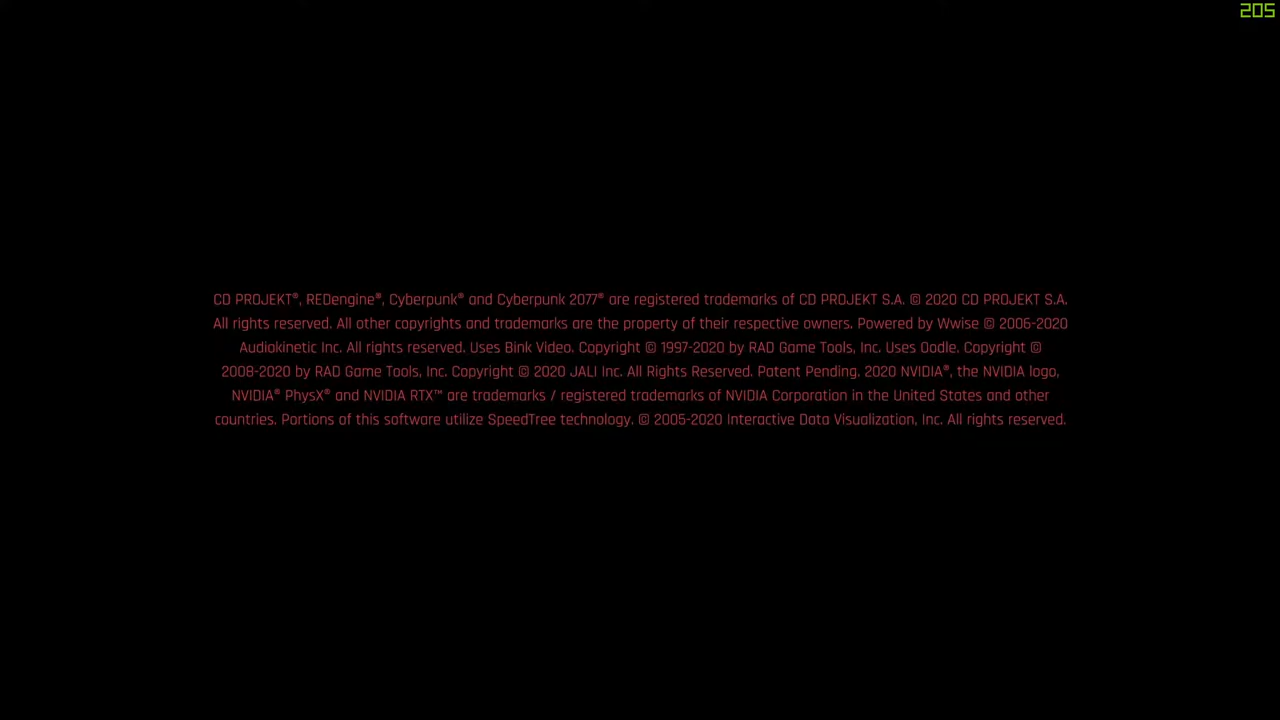 205
CD PROJEKT®, REDengine®, Cyberpunk® and Cyberpunk 2077® are registered trademarks of CD PROJEKT S.A. © 2020 CD PROJEKT S.A.
All rights reserved. All other copyrights and trademarks are the property of their respective owners. Powered by Wwise © 2006-2020
Audiokinetic Inc. All rights reserved. Uses Bink Video. Copyright © 1997-2020 by RAD Game Tools, Inc. Uses Oodle. Copyright ©
2008-2020 by RAD Game Tools, Inc. Copyright © 2020 JALI Inc. All Rights Reserved. Patent Pending. 2020 NVIDIA®, the NVIDIA logo,
NVIDIA® PhysX® and NVIDIA RTX™ are trademarks / registered trademarks of NVIDIA Corporation in the United States and other
countries. Portions of this software utilize SpeedTree technology. © 2005-2020 Interactive Data Visualization, Inc. All rights reserved.